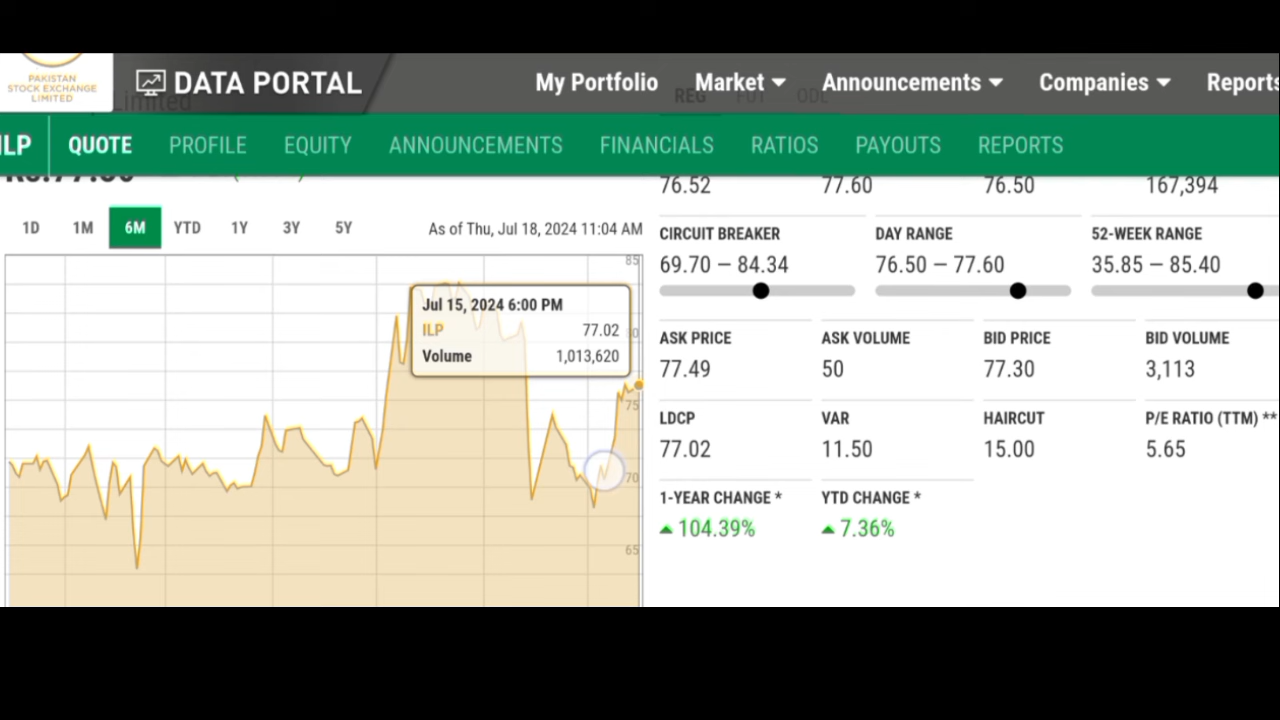 PAKISTAN
STOCK EXCHANGE
LIMITED
DATA PORTAL
My Portfolio
Market
Announcements
Companies
Reports
Limited
REG
FUT
ODL
ILP
QUOTE
PROFILE
EQUITY
ANNOUNCEMENTS
FINANCIALS
RATIOS
PAYOUTS
REPORTS
76.52
77.60
76.50
167,394
1D
1M
6M
YTD
1Y
3Y
5Y
As of Thu, Jul 18, 2024 11:04 AM
85
Jul 15, 2024 6:00 PM
ILP 77.02
Volume 1,013,620
75
70
65
CIRCUIT BREAKER
69.70 — 84.34
DAY RANGE
76.50 — 77.60
52-WEEK RANGE
35.85 — 85.40
ASK PRICE
77.49
ASK VOLUME
50
BID PRICE
77.30
BID VOLUME
3,113
LDCP
77.02
VAR
11.50
HAIRCUT
15.00
P/E RATIO (TTM) **
5.65
1-YEAR CHANGE *
104.39%
YTD CHANGE *
7.36%